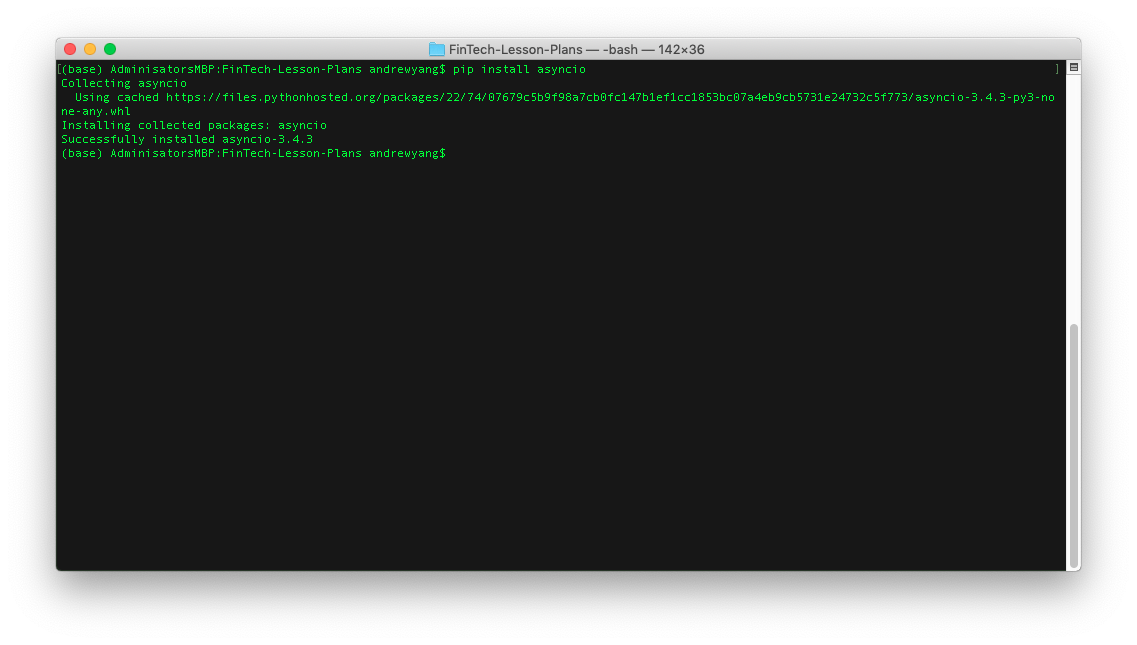 FinTech-Lesson-Plans — -bash — 142×36
[(base) AdminisatorsMBP:FinTech-Lesson-Plans andrewyang$ pip install asyncio ]
Collecting asyncio
  Using cached https://files.pythonhosted.org/packages/22/74/07679c5b9f98a7cb0fc147b1ef1cc1853bc07a4eb9cb5731e24732c5f773/asyncio-3.4.3-py3-no
ne-any.whl
Installing collected packages: asyncio
Successfully installed asyncio-3.4.3
(base) AdminisatorsMBP:FinTech-Lesson-Plans andrewyang$